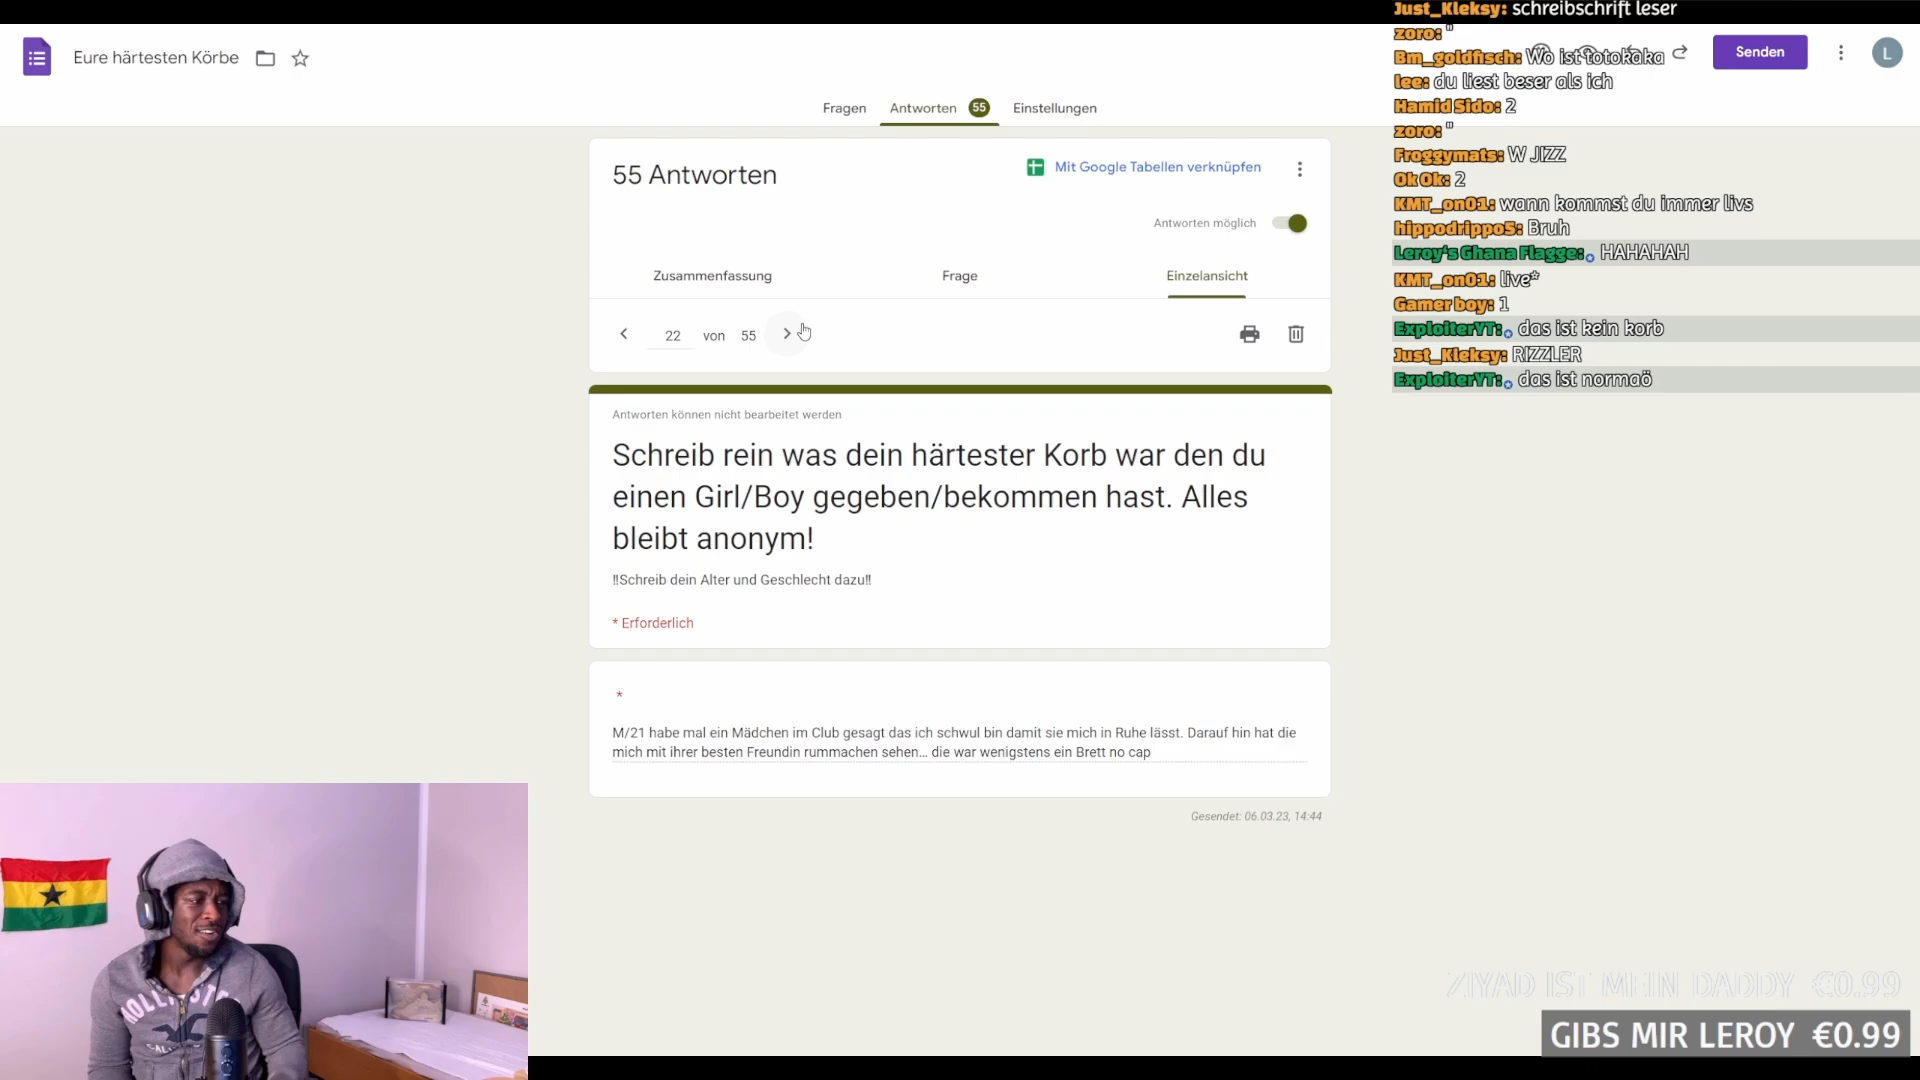 Eure härtesten Körbe
Senden
L
Fragen
Antworten 55
Einstellungen
55 Antworten
Mit Google Tabellen verknüpfen
Antworten möglich
Zusammenfassung
Frage
Einzelansicht
22 von 55
Antworten können nicht bearbeitet werden
Schreib rein was dein härtester Korb war den du
einen Girl/Boy gegeben/bekommen hast. Alles
bleibt anonym!
!!Schreib dein Alter und Geschlecht dazu!!
* Erforderlich
*
M/21 habe mal ein Mädchen im Club gesagt das ich schwul bin damit sie mich in Ruhe lässt. Darauf hin hat die
mich mit ihrer besten Freundin rummachen sehen... die war wenigstens ein Brett no cap
Gesendet: 06.03.23, 14:44
Just_Kleksy: schreibschrift leser
zoro: "
Bm_goldfisch: Wo ist totokaka
lee: du liest beser als ich
Hamid Sido: 2
zoro: "
Froggymats: W JIZZ
Ok Ok: 2
KMT_on01: wann kommst du immer livs
hippodrippo5: Bruh
Leroy's Ghana Flagge: HAHAHAH
KMT_on01: live*
Gamer boy: 1
ExploiterYT: das ist kein korb
Just_Kleksy: RIZZLER
ExploiterYT: das ist normaö
ZIYAD IST MEIN DADDY €0.99
GIBS MIR LEROY €0.99